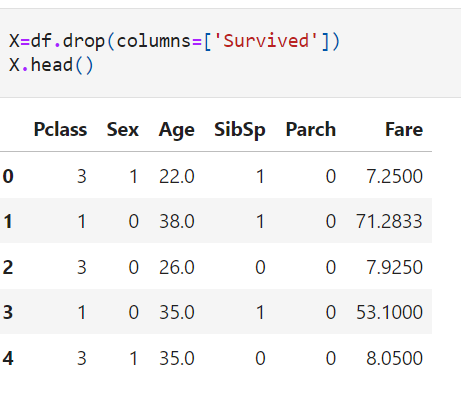 X=df.drop(columns=['Survived'])
X.head()
Pclass Sex Age SibSp Parch Fare
0 3 1 22.0 1 0 7.2500
1 1 0 38.0 1 0 71.2833
2 3 0 26.0 0 0 7.9250
3 1 0 35.0 1 0 53.1000
4 3 1 35.0 0 0 8.0500